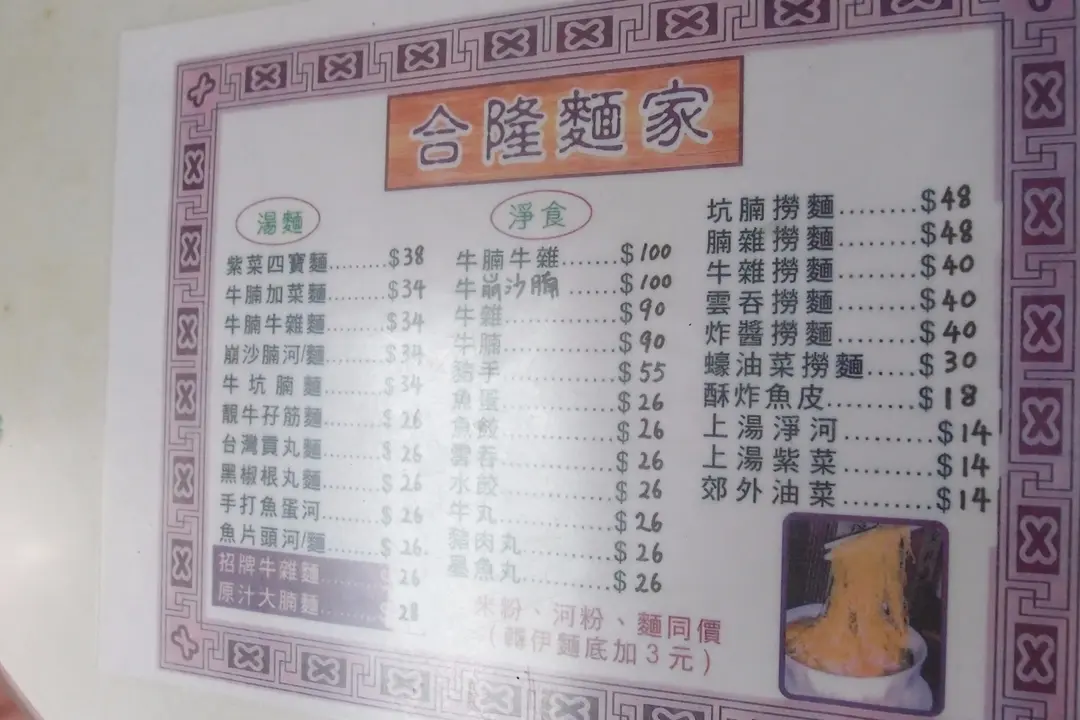 合隆麵家
湯麵
紫菜四寶麵........$38
牛腩加菜麵........$34
牛腩牛雜麵........$34
崩沙腩河/麵........$34
牛坑腩麵........$34
靚牛孖筋麵........$26
台灣貢丸麵........$26
黑椒根丸麵........$26
手打魚蛋河........$26
魚片頭河/麵........$26
招牌牛雜麵........$26
原汁大腩麵........$28
淨食
牛腩牛雜.......$100
牛崩沙腩......$100
牛雜............$90
牛腩............$90
豬手............$55
魚蛋............$26
魚餃............$26
雲吞............$26
水餃............$26
牛丸............$26
豬肉丸..........$26
墨魚丸..........$26
米粉、河粉、麵同價
(轉伊麵底加3元)
坑腩撈麵........$48
腩雜撈麵........$48
牛雜撈麵........$40
雲吞撈麵........$40
炸醬撈麵........$40
蠔油菜撈麵.....$30
酥炸魚皮.........$18
上湯淨河.........$14
上湯紫菜.........$14
郊外油菜.........$14